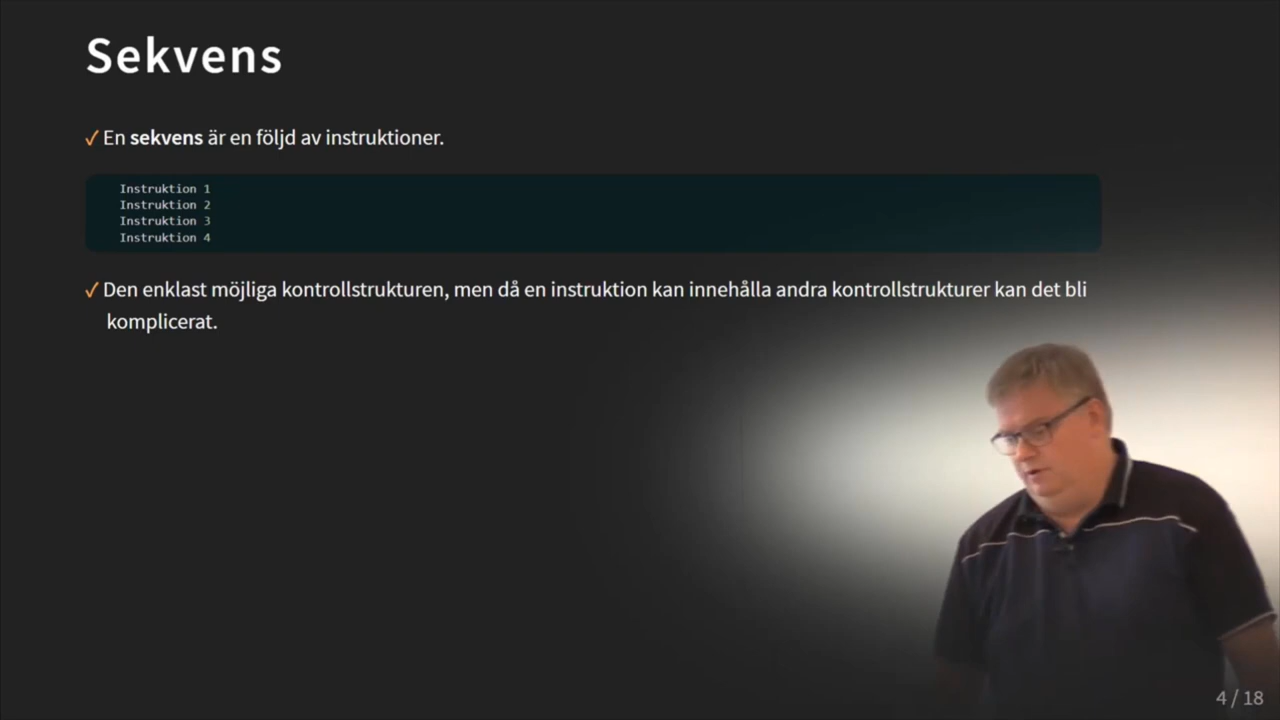 Sekvens
✓ En sekvens är en följd av instruktioner.
Instruktion 1
Instruktion 2
Instruktion 3
Instruktion 4
✓ Den enklast möjliga kontrollstrukturen, men då en instruktion kan innehålla andra kontrollstrukturer kan det bli
komplicerat.
4 / 18